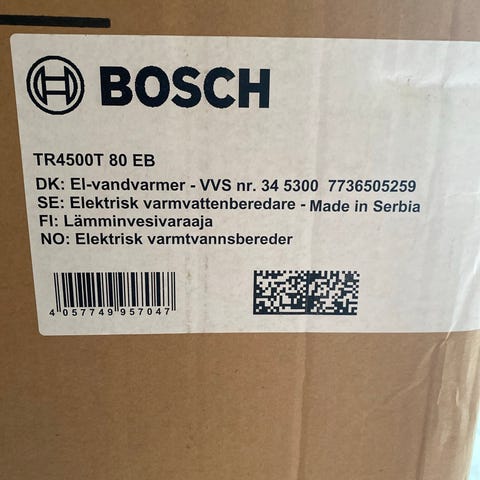 BOSCH
TR4500T 80 EB
DK: El-vandvarmer - VVS nr. 34 5300 7736505259
SE: Elektrisk varmvattenberedare - Made in Serbia
FI: Lämminvesivaraaja
NO: Elektrisk varmtvannsbereder
4 057749 957047